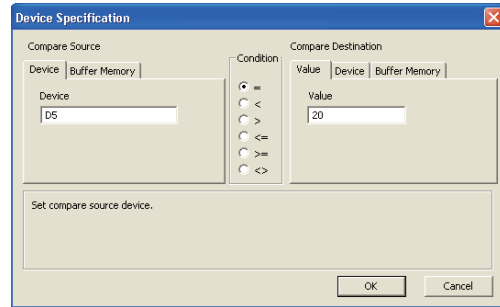 Device Specification
Compare Source
Device Buffer Memory
Device
D5
Condition
=
<
>
<=
>=
<>
Compare Destination
Value Device Buffer Memory
Value
20
Set compare source device.
OK Cancel